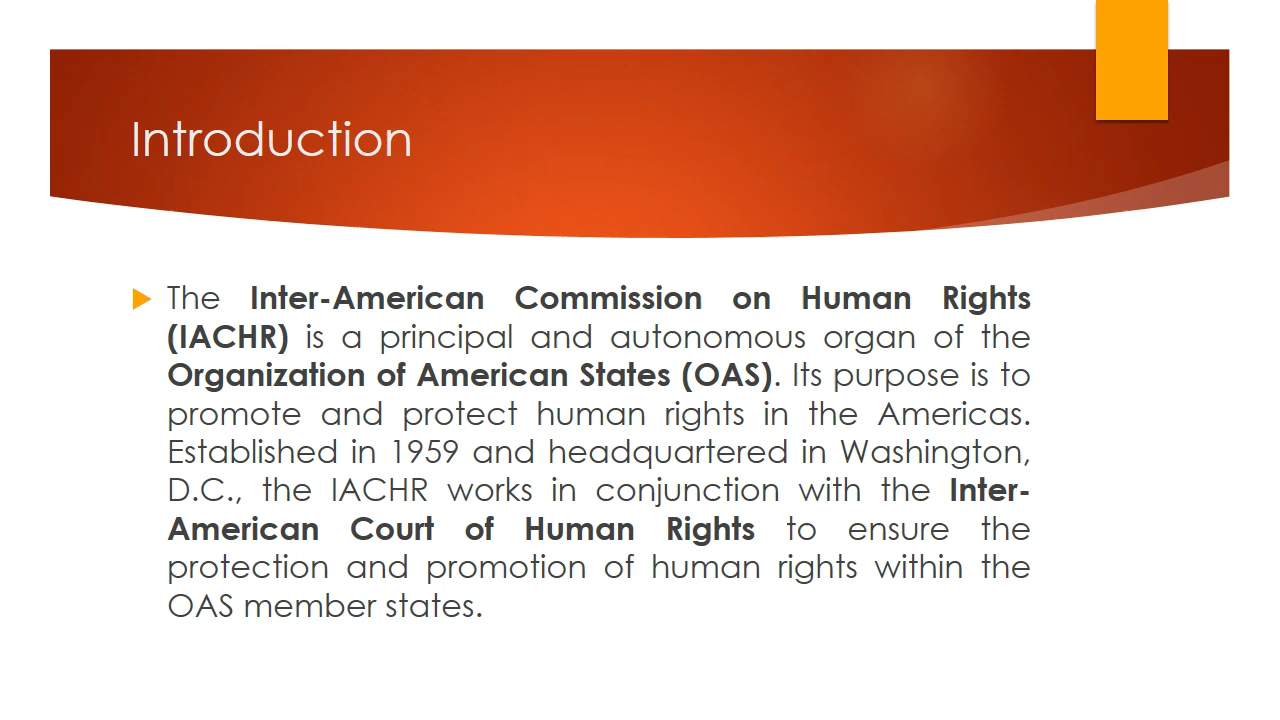 Introduction
The Inter-American Commission on Human Rights
(IACHR) is a principal and autonomous organ of the
Organization of American States (OAS). Its purpose is to
promote and protect human rights in the Americas.
Established in 1959 and headquartered in Washington,
D.C., the IACHR works in conjunction with the Inter-
American Court of Human Rights to ensure the
protection and promotion of human rights within the
OAS member states.